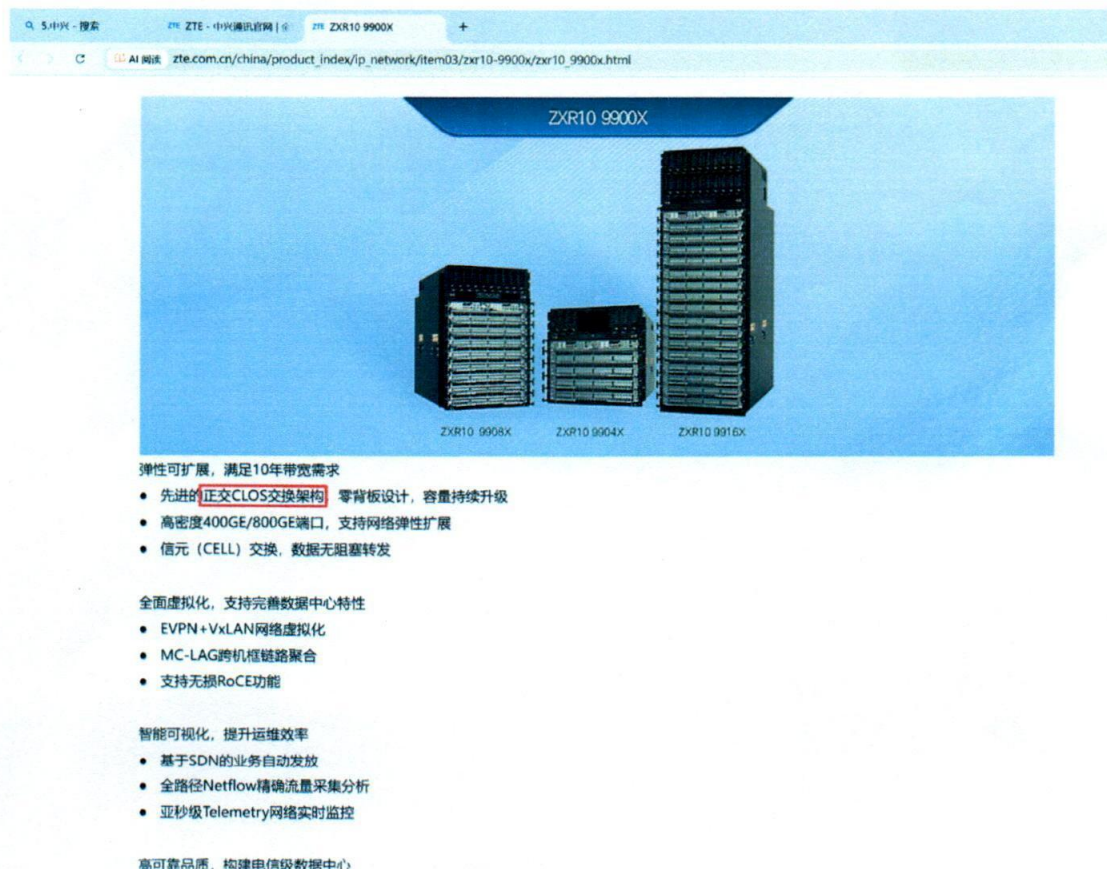 5.中兴 - 搜索
ZTE ZTE - 中兴通讯官网 |
ZTE ZXR10 9900X
+
AI 阅读 zte.com.cn/china/product_index/ip_network/item03/zxr10-9900x/zxr10_9900x.html
ZXR10 9900X
ZXR10 9908X ZXR10 9904X ZXR10 9916X
弹性可扩展，满足10年带宽需求
● 先进的正交CLOS交换架构，零背板设计，容量持续升级
● 高密度400GE/800GE端口，支持网络弹性扩展
● 信元（CELL）交换，数据无阻塞转发
全面虚拟化，支持完善数据中心特性
● EVPN+VxLAN网络虚拟化
● MC-LAG跨机框链路聚合
● 支持无损RoCE功能
智能可视化，提升运维效率
● 基于SDN的业务自动发放
● 全路径Netflow精确流量采集分析
● 亚秒级Telemetry网络实时监控
高可靠品质，构建电信级数据中心